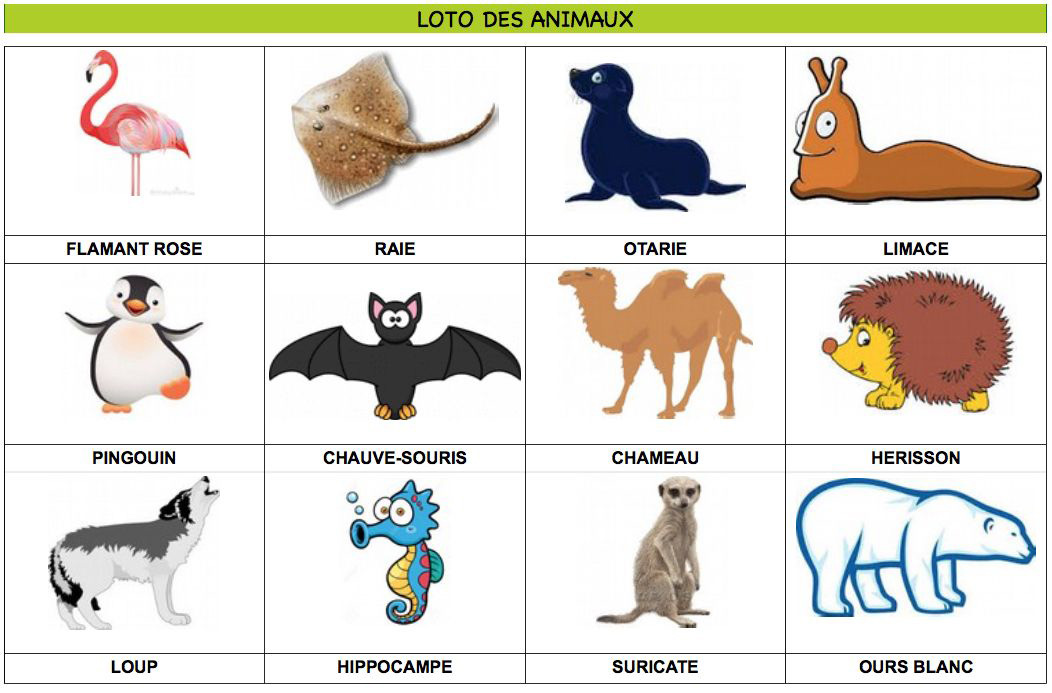 LOTO DES ANIMAUX
FLAMANT ROSE
RAIE
OTARIE
LIMACE
PINGOUIN
CHAUVE-SOURIS
CHAMEAU
HERISSON
LOUP
HIPPOCAMPE
SURICATE
OURS BLANC